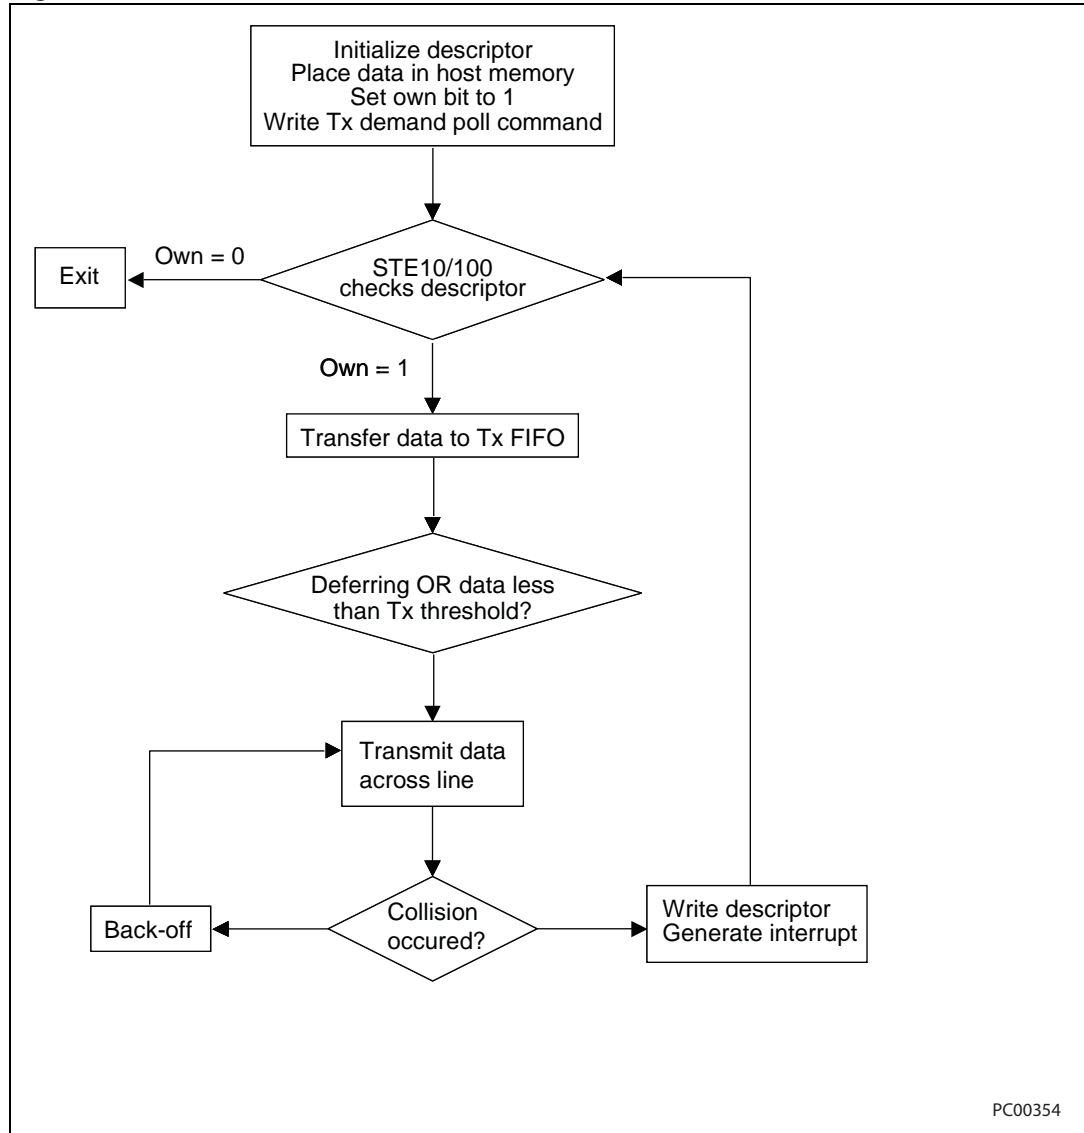 Initialize descriptor
Place data in host memory
Set own bit to 1
Write Tx demand poll command
Own = 0
Exit
STE10/100
checks descriptor
Own = 1
Transfer data to Tx FIFO
Deferring OR data less
than Tx threshold?
Transmit data
across line
Back-off
Collision
occured?
Write descriptor
Generate interrupt
PC00354